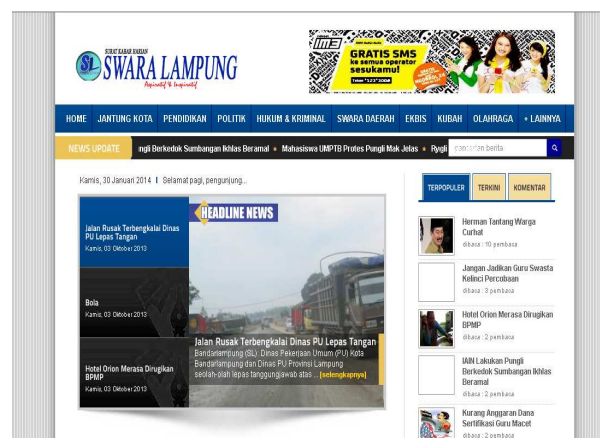 SURAT KABAR HARIAN
SL SWARA LAMPUNG
Aspiratif & Inspiratif
im3
GRATIS SMS
ke semua operator
sesukamu!
HOME JANTUNG KOTA PENDIDIKAN POLITIK HUKUM & KRIMINAL SWARA DAERAH EKBIS KUBAH OLAHRAGA + LAINNYA
NEWS UPDATE ingli Berkedok Sumbangan Ikhlas Beramal • Mahasiswa UMPTB Protes Pungli Mak Jelas • Rygli
pencarian berita
Kamis, 30 Januari 2014 I Selamat pagi, pengunjung...
HEADLINE NEWS
Jalan Rusak Terbengkalai Dinas
PU Lepas Tangan
Kamis, 03 Oktober 2013
Bola
Kamis, 03 Oktober 2013
Hotel Orion Merasa Dirugikan
BPMP
Kamis, 03 Oktober 2013
Jalan Rusak Terbengkalai Dinas PU Lepas Tangan
Bandarlampung (SL): Dinas Pekerjaan Umum (PU) Kota
Bandarlampung dan Dinas PU Provinsi Lampung
seolah-olah lepas tanggungjawab atas ... [selengkapnya]
TERPOPULER TERKINI KOMENTAR
Herman Tantang Warga
Curhat
dibaca : 10 pembaca
Jangan Jadikan Guru Swasta
Kelinci Percobaan
dibaca : 3 pembaca
Hotel Orion Merasa Dirugikan
BPMP
dibaca : 2 pembaca
IAIN Lakukan Pungli
Berkedok Sumbangan Ikhlas
Beramal
dibaca : 2 pembaca
Kurang Anggaran Dana
Sertifikasi Guru Macet
dibaca : 2 pembaca